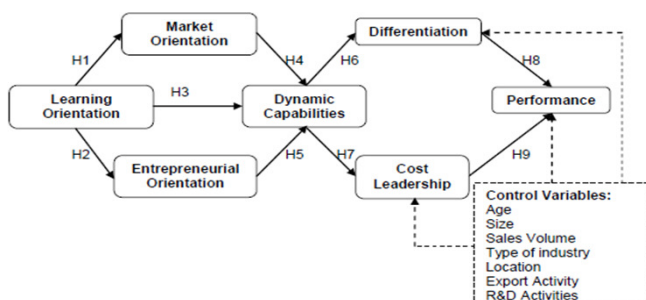 Market
Orientation
Differentiation
H1
H4
H6
H8
Learning
Orientation
H3
Dynamic
Capabilities
Performance
H2
H5
H7
H9
Entrepreneurial
Orientation
Cost
Leadership
Control Variables:
Age
Size
Sales Volume
Type of industry
Location
Export Activity
R&D Activities